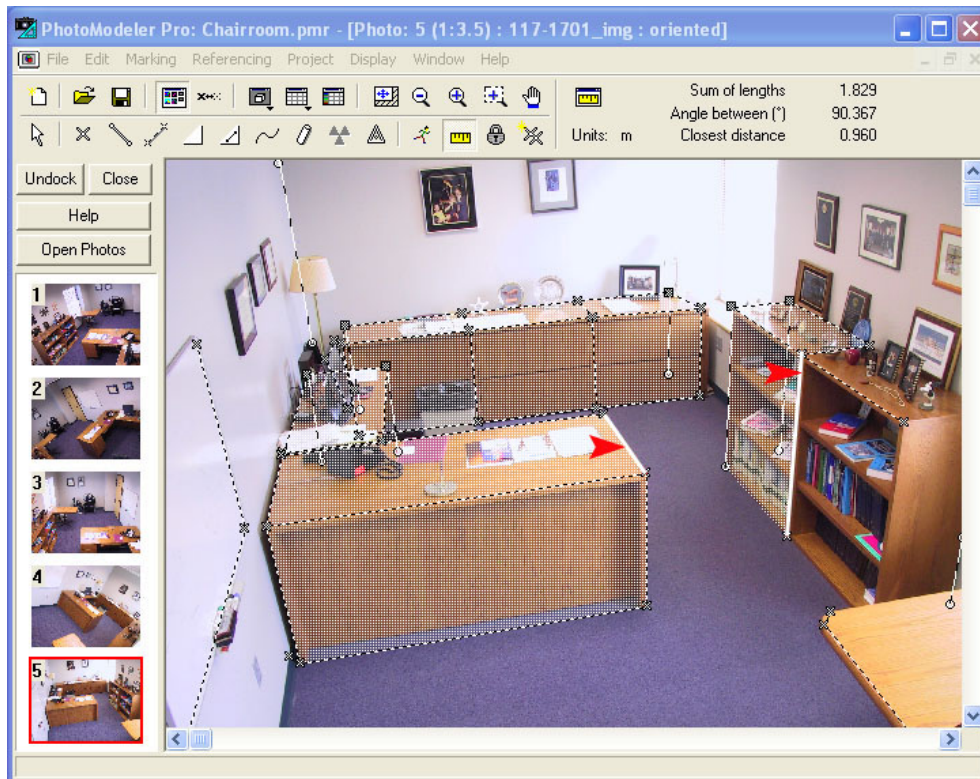 PhotoModeler Pro: Chairroom.pmr - [Photo: 5 (1:3.5) : 117-1701_img : oriented]
File Edit Marking Referencing Project Display Window Help
Sum of lengths 1.829
Angle between (°) 90.367
Units: m Closest distance 0.960
Undock Close
Help
Open Photos
1
2
3
4
5